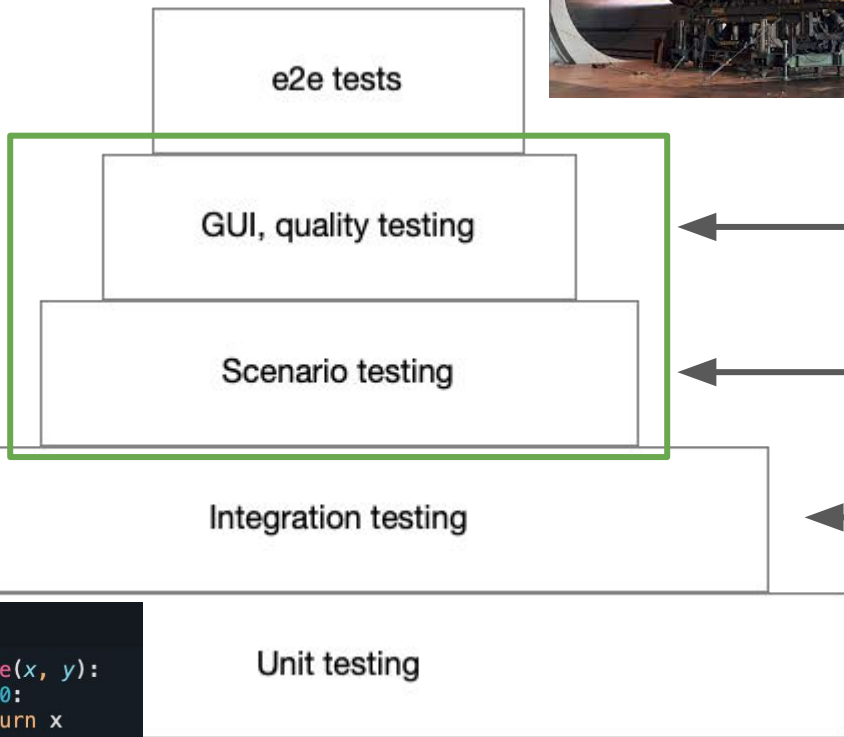 e2e tests
GUI, quality testing
Scenario testing
Integration testing
Unit testing
e(x, y):
0:
urn x